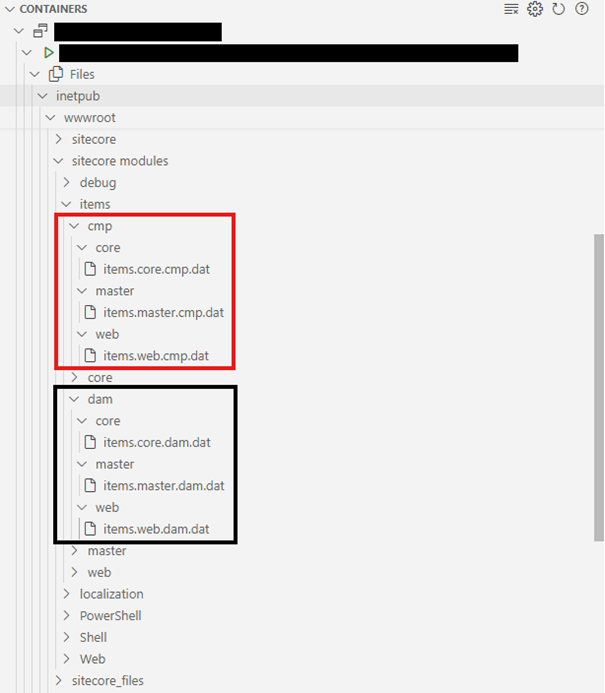 CONTAINERS
Files
inetpub
wwwroot
sitecore
sitecore modules
debug
items
cmp
core
items.core.cmp.dat
master
items.master.cmp.dat
web
items.web.cmp.dat
core
dam
core
items.core.dam.dat
master
items.master.dam.dat
web
items.web.dam.dat
master
web
localization
PowerShell
Shell
Web
sitecore_files